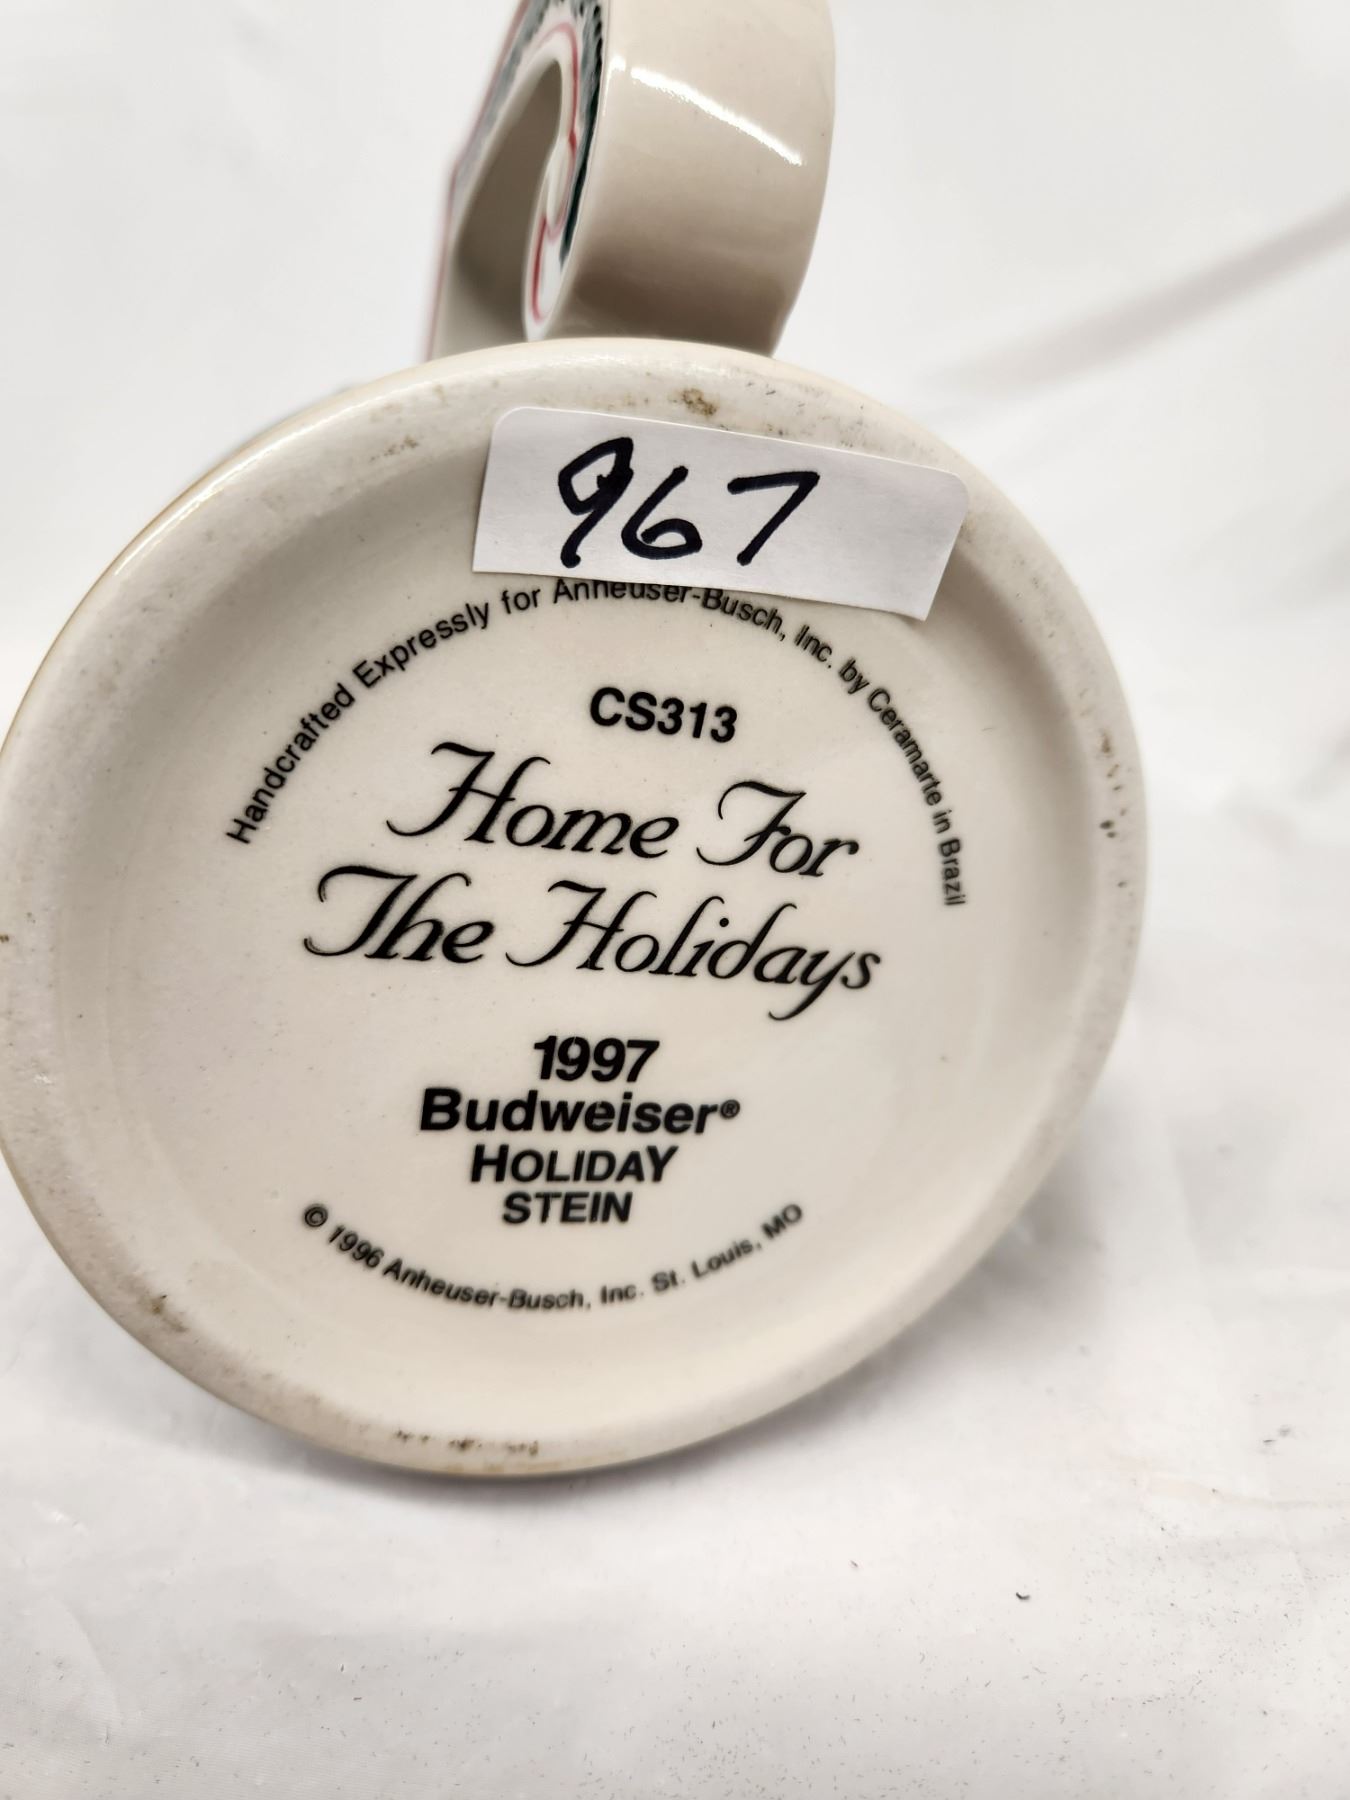 967
Handcrafted Expressly for Anheuser-Busch, Inc. by Ceramarte in Brazil
CS313
Home For
The Holidays
1997
Budweiser®
HOLIDAY
STEIN
© 1996 Anheuser-Busch, Inc. St. Louis, MO